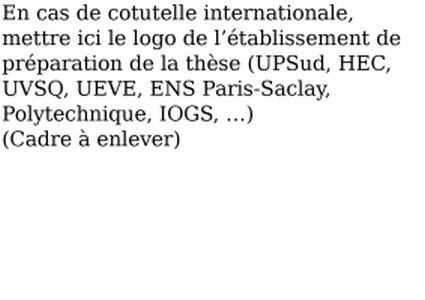 En cas de cotutelle internationale,
mettre ici le logo de l’établissement de
préparation de la thèse (UPSud, HEC,
UVSQ, UEVE, ENS Paris-Saclay,
Polytechnique, IOGS, …)
(Cadre à enlever)